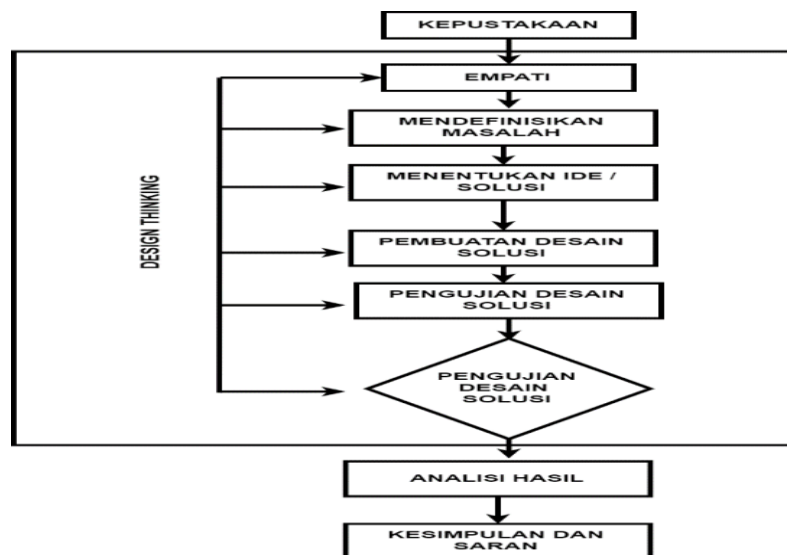 KEPUSTAKAAN
EMPATI
MENDEFINISIKAN
MASALAH
MENENTUKAN IDE /
SOLUSI
DESIGN THINKING
PEMBUATAN DESAIN
SOLUSI
PENGUJIAN DESAIN
SOLUSI
PENGUJIAN
DESAIN
SOLUSI
ANALISI HASIL
KESIMPULAN DAN
SARAN